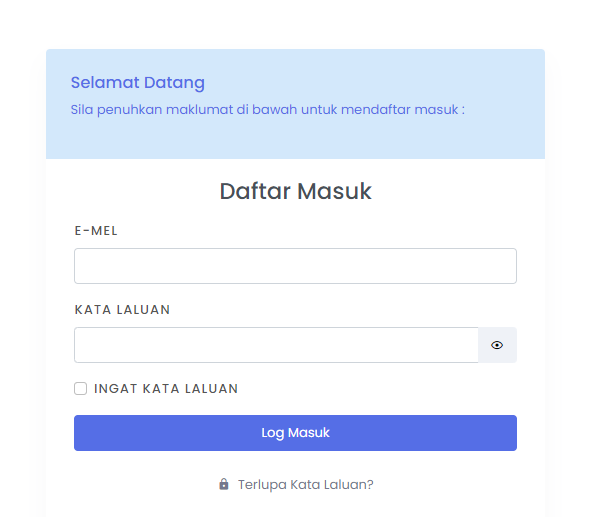 Selamat Datang
Sila penuhkan maklumat di bawah untuk mendaftar masuk :
Daftar Masuk
E-MEL
KATA LALUAN
INGAT KATA LALUAN
Log Masuk
Terlupa Kata Laluan?